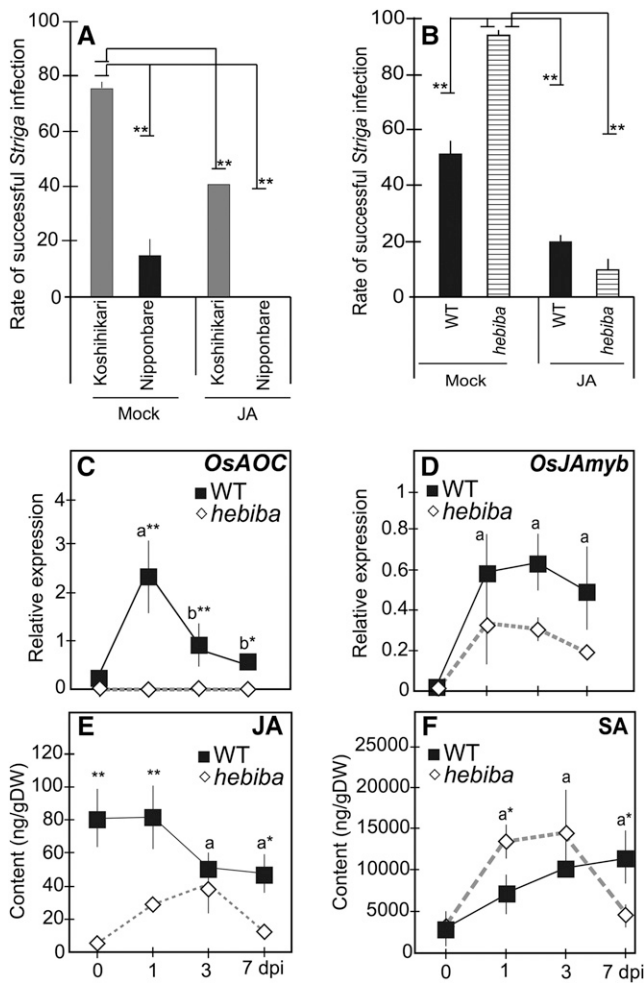 A
Rate of successful Striga infection
100
80
60
40
20
0
**
**
**
Koshihikari
Nipponbare
Koshihikari
Nipponbare
Mock
JA
B
Rate of successful Striga infection
100
80
60
40
20
0
**
**
**
WT
hebiba
WT
hebiba
Mock
JA
C
OsAOC
WT
hebiba
Relative expression
4
3
2
1
0
a**
b**
b*
D
OsJAmyb
WT
hebiba
Relative expression
1
0.8
0.6
0.4
0.2
0
a
a
a
E
JA
WT
hebiba
Content (ng/gDW)
120
100
80
60
40
20
0
**
**
a
a*
0
1
3
7 dpi
F
SA
WT
hebiba
Content (ng/gDW)
25000
20000
15000
10000
5000
0
a*
a
a*
0
1
3
7 dpi